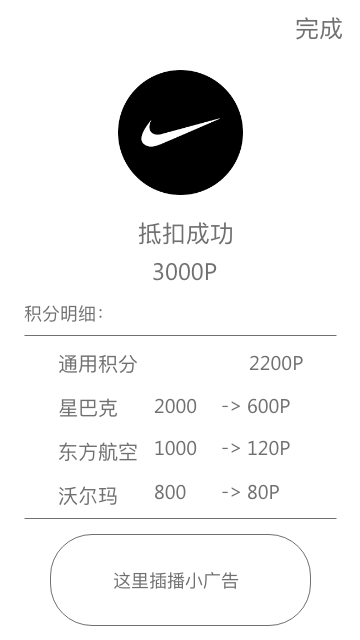 完成
抵扣成功
3000P
积分明细：
通用积分 2200P
星巴克 2000 -> 600P
东方航空 1000 -> 120P
沃尔玛 800 -> 80P
这里插播小广告